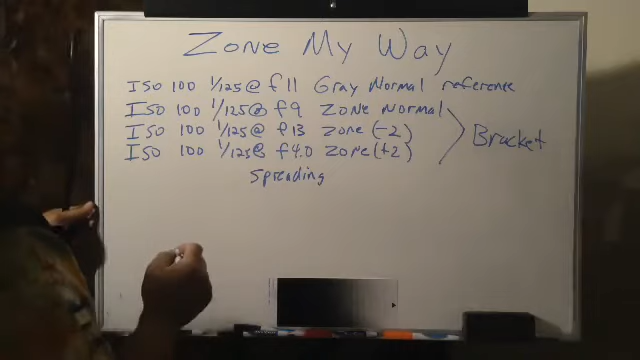 Zone My Way
ISO 100 1/125@ f11 Gray Normal reference
ISO 100 1/125@ f9 Zone Normal
ISO 100 1/125@ f13 Zone (-2)
ISO 100 1/125@ f4.0 Zone (+2)
Bracket
Spreading